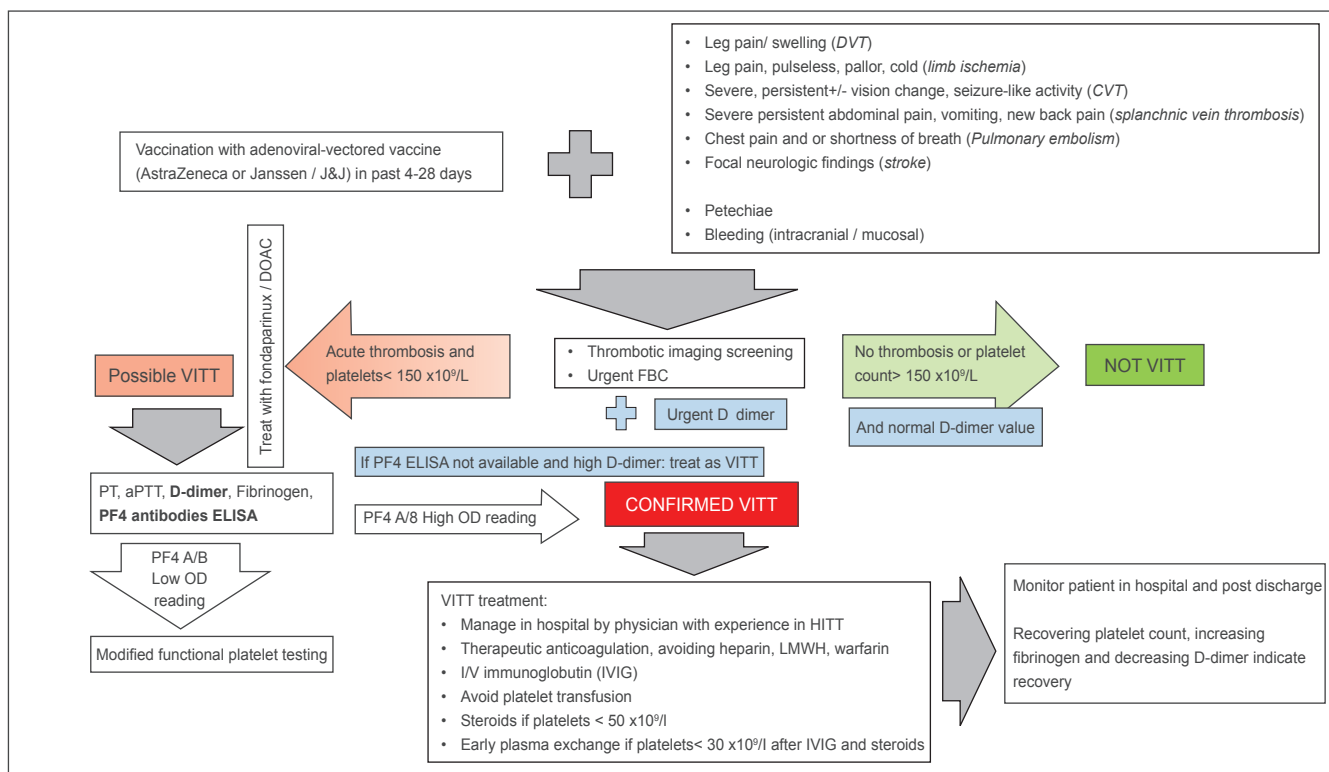 • Leg pain/ swelling (DVT)
• Leg pain, pulseless, pallor, cold (limb ischemia)
• Severe, persistent+/- vision change, seizure-like activity (CVT)
• Severe persistent abdominal pain, vomiting, new back pain (splanchnic vein thrombosis)
• Chest pain and or shortness of breath (Pulmonary embolism)
• Focal neurologic findings (stroke)
• Petechiae
• Bleeding (intracranial / mucosal)
Vaccination with adenoviral-vectored vaccine
(AstraZeneca or Janssen / J&J) in past 4-28 days
Possible VITT
Treat with fondaparinux / DOAC
Acute thrombosis and
platelets< 150 x10⁹/L
• Thrombotic imaging screening
• Urgent FBC
Urgent D dimer
No thrombosis or platelet
count> 150 x10⁹/L
And normal D-dimer value
NOT VITT
If PF4 ELISA not available and high D-dimer: treat as VITT
PT, aPTT, D-dimer, Fibrinogen,
PF4 antibodies ELISA
PF4 A/8 High OD reading
CONFIRMED VITT
PF4 A/B
Low OD
reading
Modified functional platelet testing
VITT treatment:
• Manage in hospital by physician with experience in HITT
• Therapeutic anticoagulation, avoiding heparin, LMWH, warfarin
• I/V immunoglobutin (IVIG)
• Avoid platelet transfusion
• Steroids if platelets < 50 x10⁹/l
• Early plasma exchange if platelets< 30 x10⁹/l after IVIG and steroids
Monitor patient in hospital and post discharge
Recovering platelet count, increasing
fibrinogen and decreasing D-dimer indicate
recovery